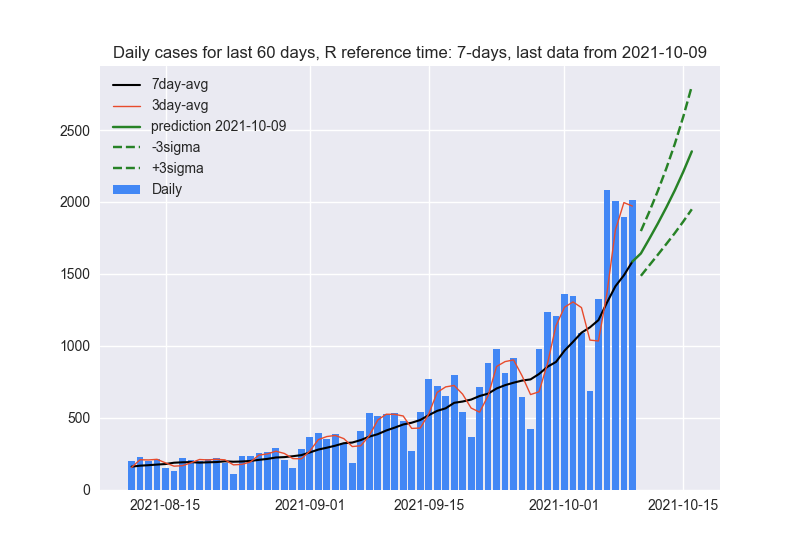 Daily cases for last 60 days, R reference time: 7-days, last data from 2021-10-09
7day-avg
3day-avg
prediction 2021-10-09
-3sigma
+3sigma
Daily
2500
2000
1500
1000
500
0
2021-08-15 2021-09-01 2021-09-15 2021-10-01 2021-10-15